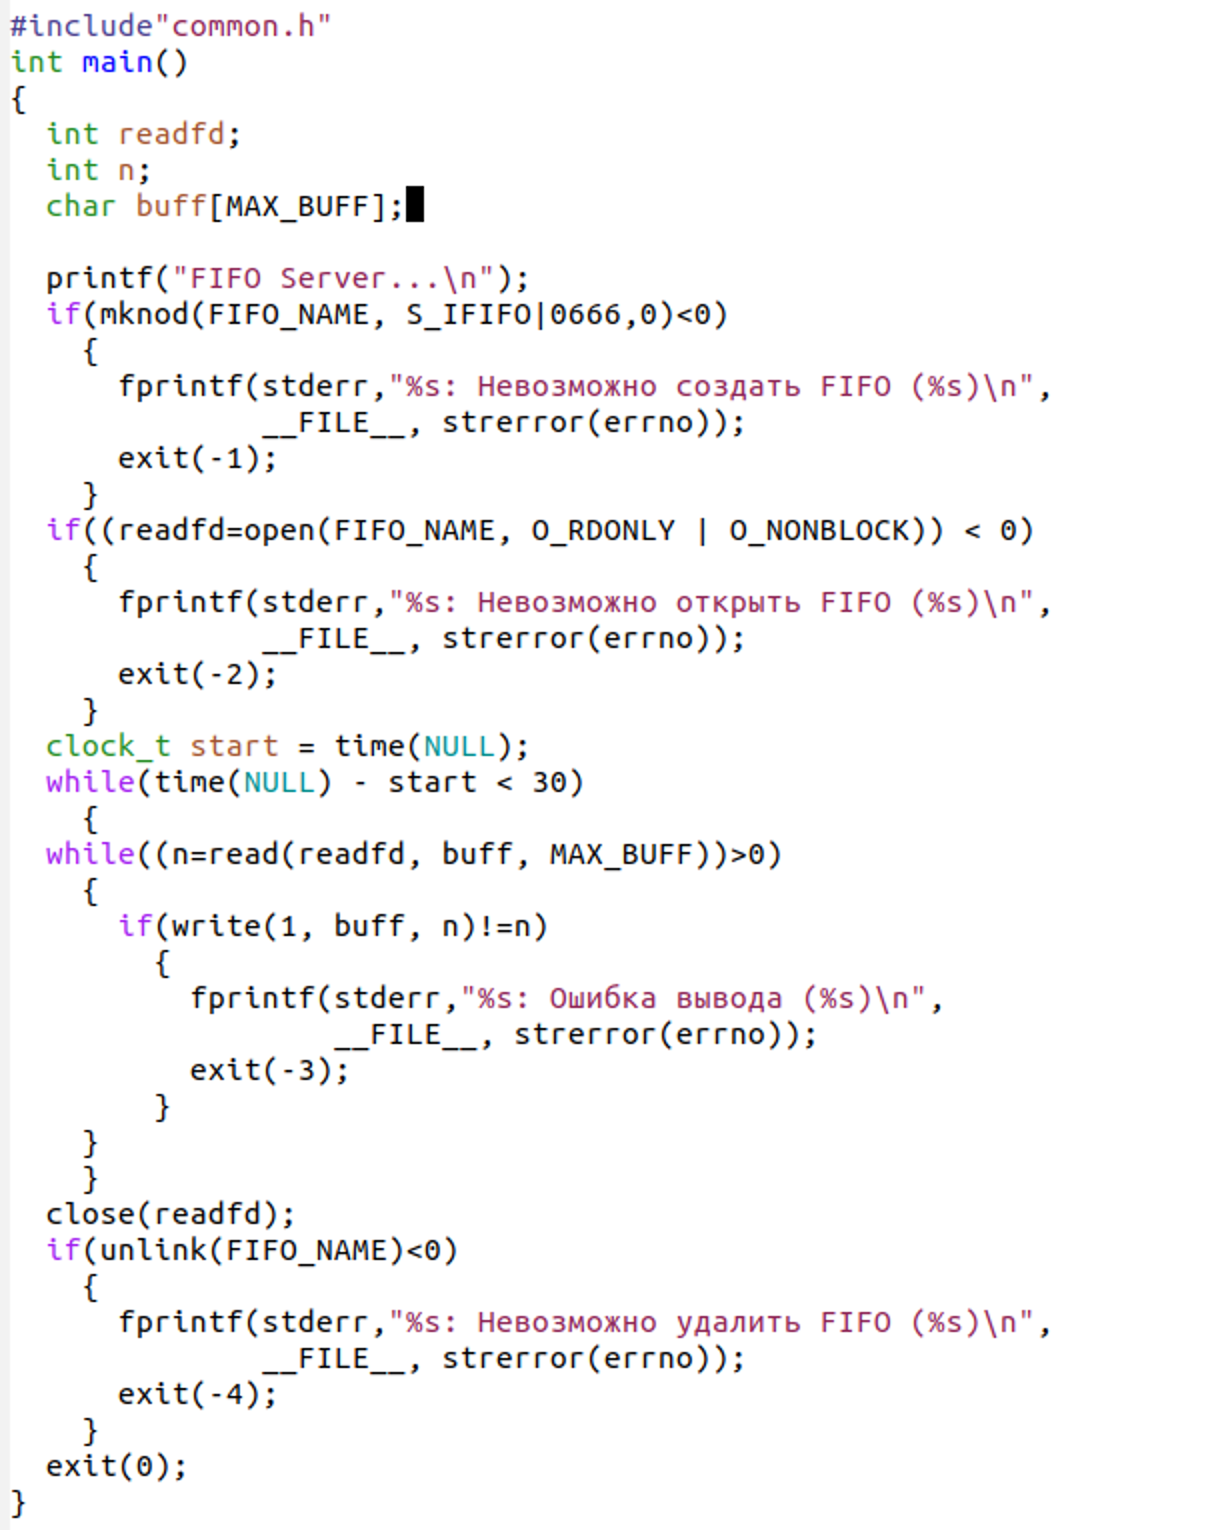 #include"common.h"
int main()
{
  int readfd;
  int n;
  char buff[MAX_BUFF];

  printf("FIFO Server...\n");
  if(mknod(FIFO_NAME, S_IFIFO|0666,0)<0)
    {
      fprintf(stderr,"%s: Невозможно создать FIFO (%s)\n",
              __FILE__, strerror(errno));
      exit(-1);
    }
  if((readfd=open(FIFO_NAME, O_RDONLY | O_NONBLOCK)) < 0)
    {
      fprintf(stderr,"%s: Невозможно открыть FIFO (%s)\n",
              __FILE__, strerror(errno));
      exit(-2);
    }
  clock_t start = time(NULL);
  while(time(NULL) - start < 30)
    {
  while((n=read(readfd, buff, MAX_BUFF))>0)
    {
      if(write(1, buff, n)!=n)
        {
          fprintf(stderr,"%s: Ошибка вывода (%s)\n",
                  __FILE__, strerror(errno));
          exit(-3);
        }
    }
    }
  close(readfd);
  if(unlink(FIFO_NAME)<0)
    {
      fprintf(stderr,"%s: Невозможно удалить FIFO (%s)\n",
              __FILE__, strerror(errno));
      exit(-4);
    }
  exit(0);
}